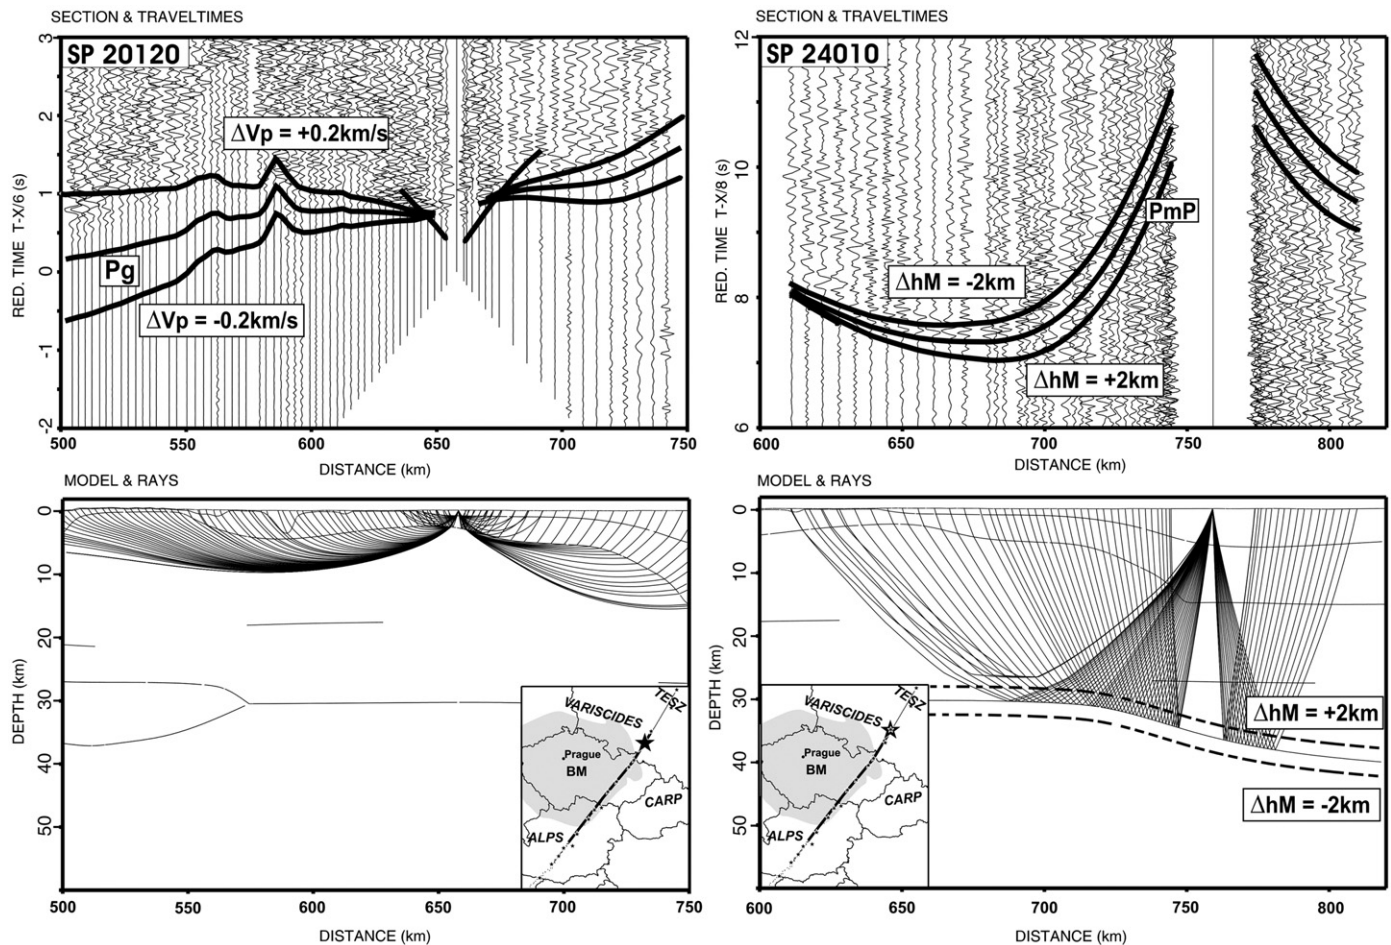 SECTION & TRAVELTIMES
SP 20120
3
2
1
0
-1
-2
RED. TIME T-X/6 (s)
ΔVp = +0.2km/s
Pg
ΔVp = -0.2km/s
500 550 600 650 700 750
DISTANCE (km)
SECTION & TRAVELTIMES
SP 24010
12
10
8
6
RED. TIME T-X/8 (s)
PmP
ΔhM = -2km
ΔhM = +2km
600 650 700 750 800
DISTANCE (km)
MODEL & RAYS
0
10
20
30
40
50
DEPTH (km)
TESZ
VARISCIDES
Prague
BM
CARP
ALPS
500 550 600 650 700 750
DISTANCE (km)
MODEL & RAYS
0
10
20
30
40
50
DEPTH (km)
TESZ
VARISCIDES
Prague
BM
CARP
ALPS
ΔhM = +2km
ΔhM = -2km
600 650 700 750 800
DISTANCE (km)